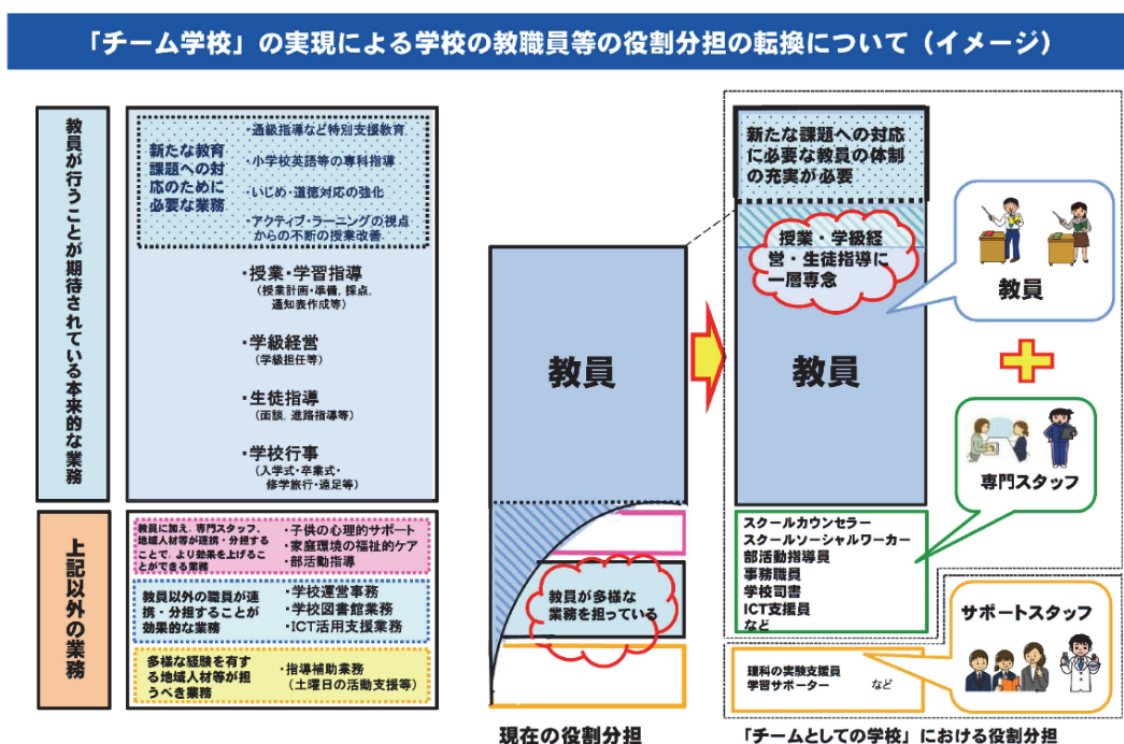 「チーム学校」の実現による学校の教職員等の役割分担の転換について（イメージ）
教員が行うことが期待されている本来的な業務
新たな教育
課題への対
応のために
必要な業務
・通級指導など特別支援教育
・小学校英語等の専科指導
・いじめ・道徳対応の強化
・アクティブ・ラーニングの視点
からの不断の授業改善
・授業・学習指導
（授業計画・準備，採点，
通知表作成等）
・学級経営
（学級担任等）
・生徒指導
（面談，進路指導等）
・学校行事
（入学式・卒業式・
修学旅行・遠足等）
上記以外の業務
教員に加え，専門スタッフ、
地域人材等が連携・分担する
ことで，より効果を上げるこ
とができる業務
・子供の心理的サポート
・家庭環境の福祉的ケア
・部活動指導
教員以外の職員が連
携・分担することが
効果的な業務
・学校運営事務
・学校図書館業務
・ICT活用支援業務
多様な経験を有す
る地域人材等が担
うべき業務
・指導補助業務
（土曜日の活動支援等）
教員
教員が多様な
業務を担っている
現在の役割分担
新たな課題への対応
に必要な教員の体制
の充実が必要
授業・学級経
営・生徒指導に
一層専念
教員
教員
専門スタッフ
スクールカウンセラー
スクールソーシャルワーカー
部活動指導員
事務職員
学校司書
ICT支援員
など
サポートスタッフ
理科の実験支援員
学習サポーター など
「チームとしての学校」における役割分担